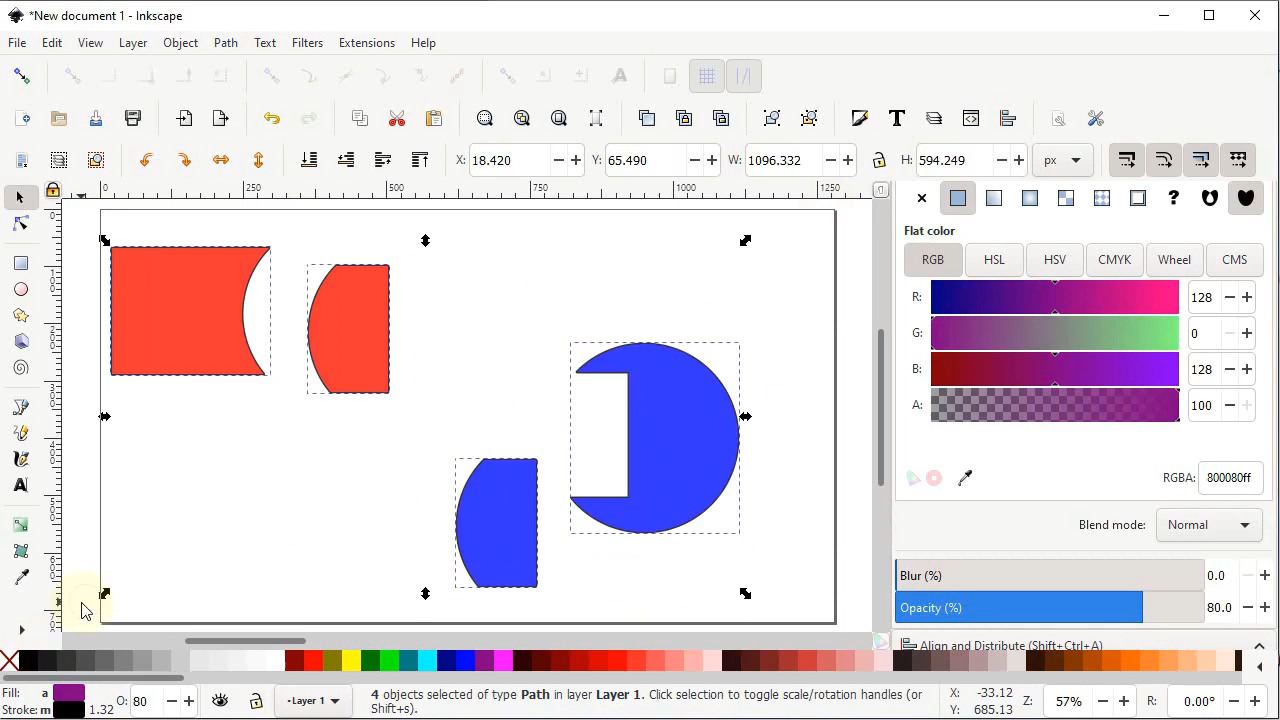 *New document 1 - Inkscape
File Edit View Layer Object Path Text Filters Extensions Help
X: 18.420 Y: 65.490 W: 1096.332 H: 594.249 px
0 250 500 750 1000 1250
Flat color
RGB HSL HSV CMYK Wheel CMS
R: 128
G: 0
B: 128
A: 100
RGBA: 800080ff
Blend mode: Normal
Blur (%) 0.0
Opacity (%) 80.0
Align and Distribute (Shift+Ctrl+A)
Fill: a O: 80 Layer 1 4 objects selected of type Path in layer Layer 1. Click selection to toggle scale/rotation handles (or Shift+s). X: -33.12 Z: 57% R: 0.00°
Stroke: m 1.32 Y: 685.13